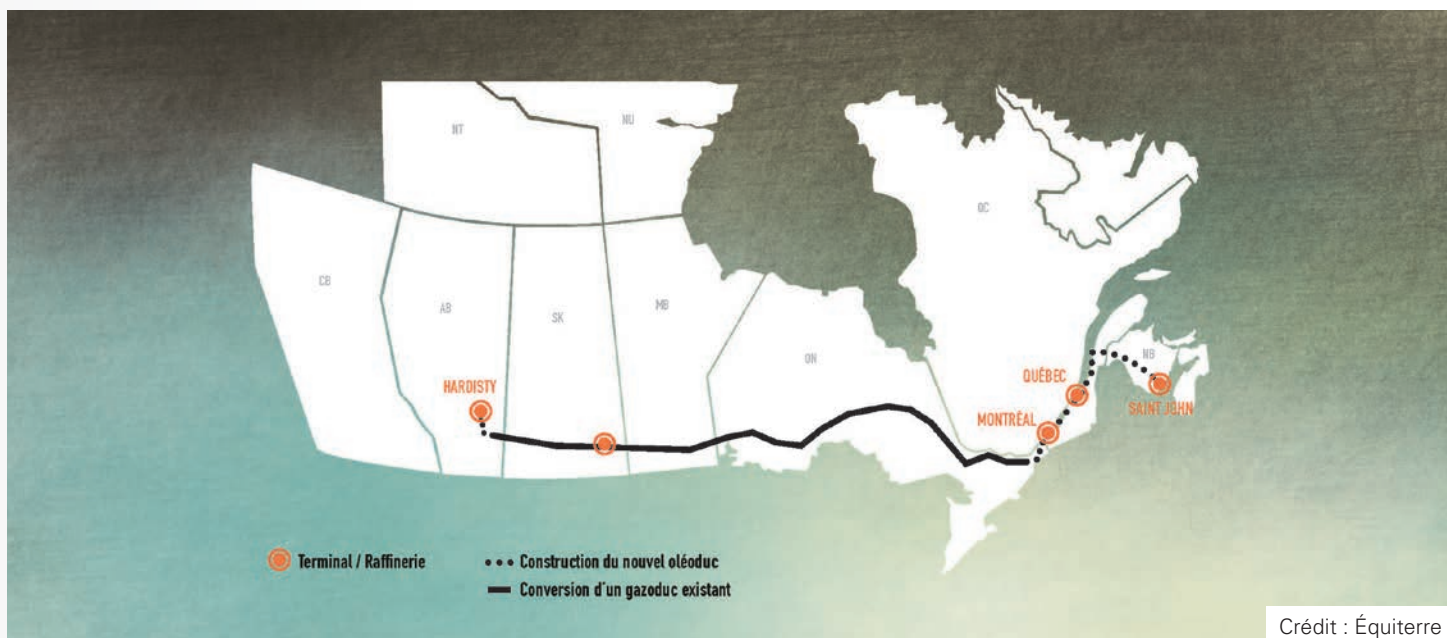 NT
NU
QC
CB
AB
SK
MB
ON
NB
HARDISTY
QUÉBEC
MONTRÉAL
SAINT JOHN
Terminal / Raffinerie
Construction du nouvel oléoduc
Conversion d'un gazoduc existant
Crédit : Équiterre